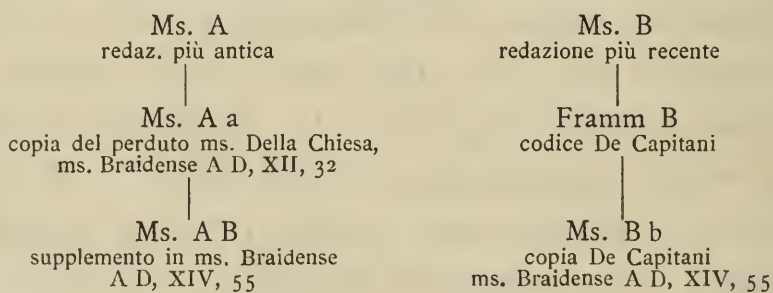 Ms. A
redaz. più antica
Ms. A a
copia del perduto ms. Della Chiesa,
ms. Braidense A D, XII, 32
Ms. A B
supplemento in ms. Braidense
A D, XIV, 55
Ms. B
redazione più recente
Framm B
codice De Capitani
Ms. B b
copia De Capitani
ms. Braidense A D, XIV, 55